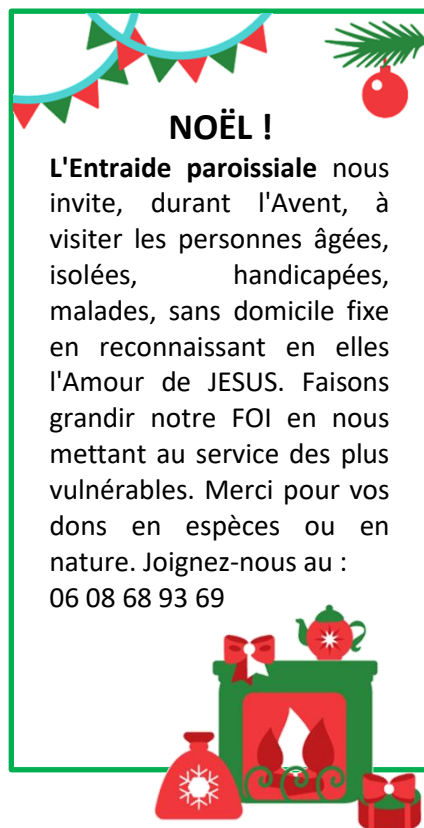 NOËL !
L'Entraide paroissiale nous
invite, durant l'Avent, à
visiter les personnes âgées,
isolées, handicapées,
malades, sans domicile fixe
en reconnaissant en elles
l'Amour de JESUS. Faisons
grandir notre FOI en nous
mettant au service des plus
vulnérables. Merci pour vos
dons en espèces ou en
nature. Joignez-nous au :
06 08 68 93 69